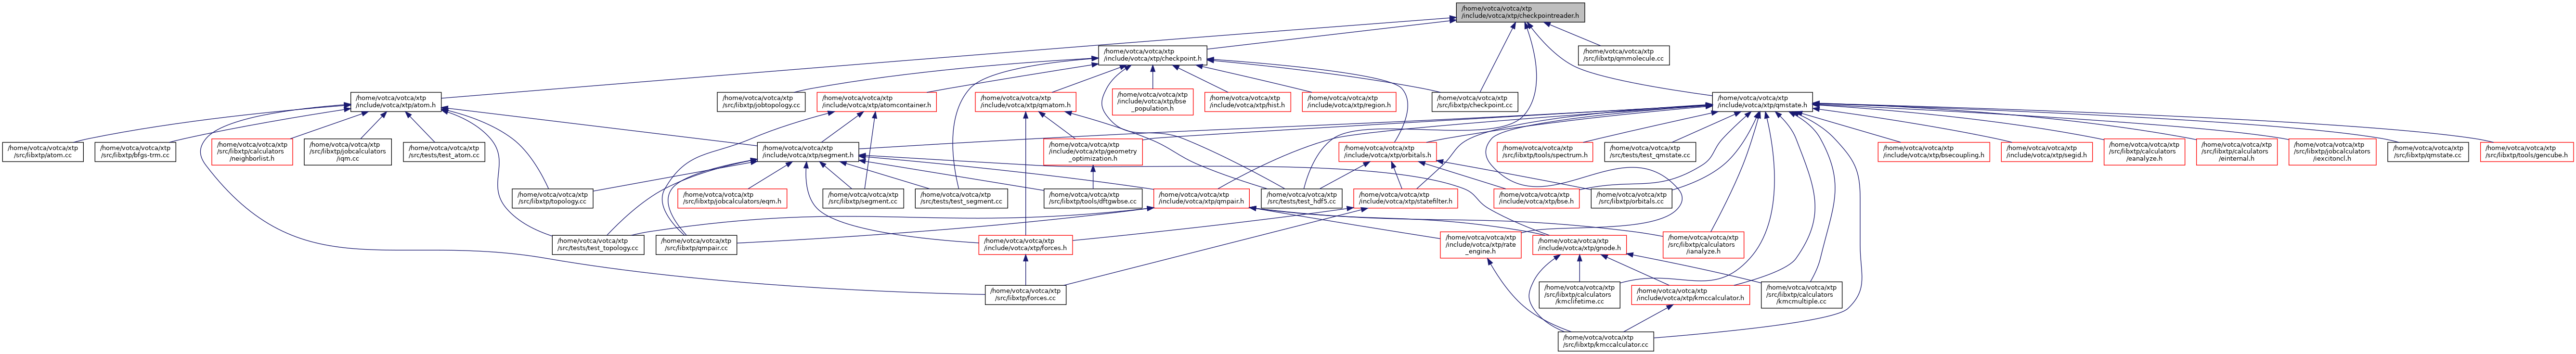 /home/votca/votca/xtp
/include/votca/xtp/checkpointreader.h
/home/votca/votca/xtp
/include/votca/xtp/checkpoint.h
/home/votca/votca/xtp
/src/libxtp/qmmolecule.cc
/home/votca/votca/xtp
/include/votca/xtp/atom.h
/home/votca/votca/xtp
/src/libxtp/jobtopology.cc
/home/votca/votca/xtp
/include/votca/xtp/atomcontainer.h
/home/votca/votca/xtp
/include/votca/xtp/qmatom.h
/home/votca/votca/xtp
/include/votca/xtp/bse
_population.h
/home/votca/votca/xtp
/include/votca/xtp/hist.h
/home/votca/votca/xtp
/include/votca/xtp/region.h
/home/votca/votca/xtp
/src/libxtp/checkpoint.cc
/home/votca/votca/xtp
/include/votca/xtp/qmstate.h
/home/votca/votca/xtp
/src/libxtp/atom.cc
/home/votca/votca/xtp
/src/libxtp/bfgs-trm.cc
/home/votca/votca/xtp
/src/libxtp/calculators
/neighborlist.h
/home/votca/votca/xtp
/src/libxtp/jobcalculators
/iqm.cc
/home/votca/votca/xtp
/src/tests/test_atom.cc
/home/votca/votca/xtp
/include/votca/xtp/segment.h
/home/votca/votca/xtp
/include/votca/xtp/geometry
_optimization.h
/home/votca/votca/xtp
/include/votca/xtp/orbitals.h
/home/votca/votca/xtp
/src/libxtp/tools/spectrum.h
/home/votca/votca/xtp
/src/tests/test_qmstate.cc
/home/votca/votca/xtp
/include/votca/xtp/bsecoupling.h
/home/votca/votca/xtp
/include/votca/xtp/segid.h
/home/votca/votca/xtp
/src/libxtp/calculators
/eanalyze.h
/home/votca/votca/xtp
/src/libxtp/calculators
/einternal.h
/home/votca/votca/xtp
/src/libxtp/jobcalculators
/iexcitoncl.h
/home/votca/votca/xtp
/src/libxtp/qmstate.cc
/home/votca/votca/xtp
/src/libxtp/tools/gencube.h
/home/votca/votca/xtp
/src/libxtp/topology.cc
/home/votca/votca/xtp
/src/libxtp/jobcalculators/eqm.h
/home/votca/votca/xtp
/src/libxtp/segment.cc
/home/votca/votca/xtp
/src/tests/test_segment.cc
/home/votca/votca/xtp
/src/libxtp/tools/dftgwbse.cc
/home/votca/votca/xtp
/include/votca/xtp/qmpair.h
/home/votca/votca/xtp
/src/tests/test_hdf5.cc
/home/votca/votca/xtp
/include/votca/xtp/statefilter.h
/home/votca/votca/xtp
/include/votca/xtp/bse.h
/home/votca/votca/xtp
/src/libxtp/orbitals.cc
/home/votca/votca/xtp
/src/tests/test_topology.cc
/home/votca/votca/xtp
/src/libxtp/qmpair.cc
/home/votca/votca/xtp
/include/votca/xtp/forces.h
/home/votca/votca/xtp
/include/votca/xtp/rate
_engine.h
/home/votca/votca/xtp
/include/votca/xtp/gnode.h
/home/votca/votca/xtp
/src/libxtp/calculators
/ianalyze.h
/home/votca/votca/xtp
/src/libxtp/forces.cc
/home/votca/votca/xtp
/src/libxtp/calculators
/kmclifetime.cc
/home/votca/votca/xtp
/include/votca/xtp/kmccalculator.h
/home/votca/votca/xtp
/src/libxtp/calculators
/kmcmultiple.cc
/home/votca/votca/xtp
/src/libxtp/kmccalculator.cc